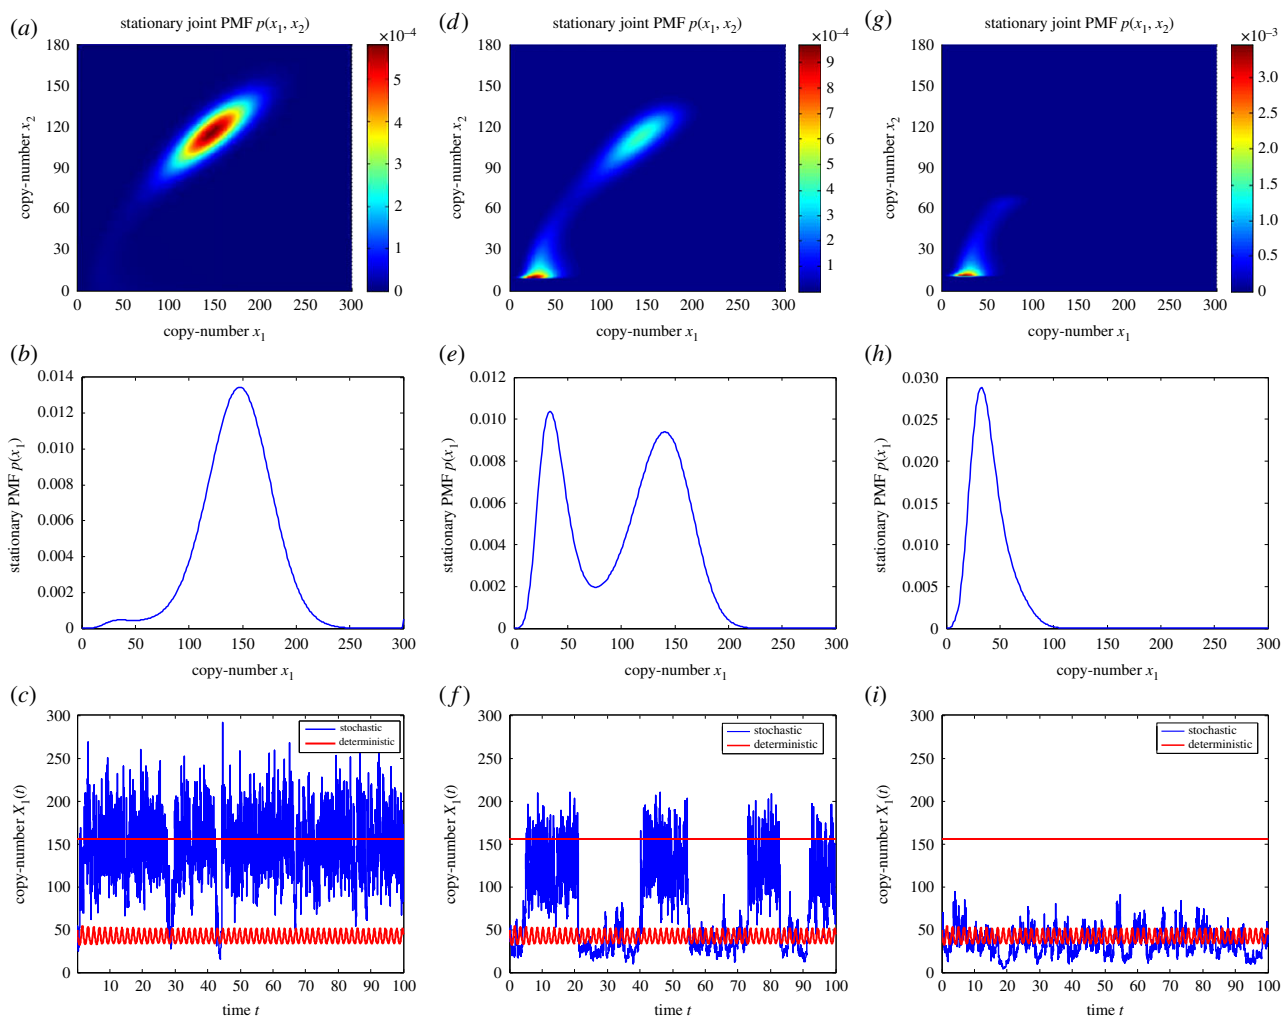 (a)
stationary joint PMF p(x1, x2)
×10–4
180
150
120
90
60
30
0
copy-number x2
0 50 100 150 200 250 300
copy-number x1
5
4
3
2
1
0
(d)
stationary joint PMF p(x1, x2)
×10–4
180
150
120
90
60
30
0
copy-number x2
0 50 100 150 200 250 300
copy-number x1
9
8
7
6
5
4
3
2
1
(g)
stationary joint PMF p(x1, x2)
×10–3
180
150
120
90
60
30
0
copy-number x2
0 50 100 150 200 250 300
copy-number x1
3.0
2.5
2.0
1.5
1.0
0.5
0
(b)
0.014
0.012
0.010
0.008
0.006
0.004
0.002
0
stationary PMF p(x1)
0 50 100 150 200 250 300
copy-number x1
(e)
0.012
0.010
0.008
0.006
0.004
0.002
0
stationary PMF p(x1)
0 50 100 150 200 250 300
copy-number x1
(h)
0.030
0.025
0.020
0.015
0.010
0.005
0
stationary PMF p(x1)
0 50 100 150 200 250 300
copy-number x1
(c)
300
250
200
150
100
50
0
copy-number X1(t)
stochastic
deterministic
10 20 30 40 50 60 70 80 90 100
time t
(f)
300
250
200
150
100
50
0
copy-number X1(t)
stochastic
deterministic
0 10 20 30 40 50 60 70 80 90 100
time t
(i)
300
250
200
150
100
50
0
copy-number X1(t)
stochastic
deterministic
0 10 20 30 40 50 60 70 80 90 100
time t